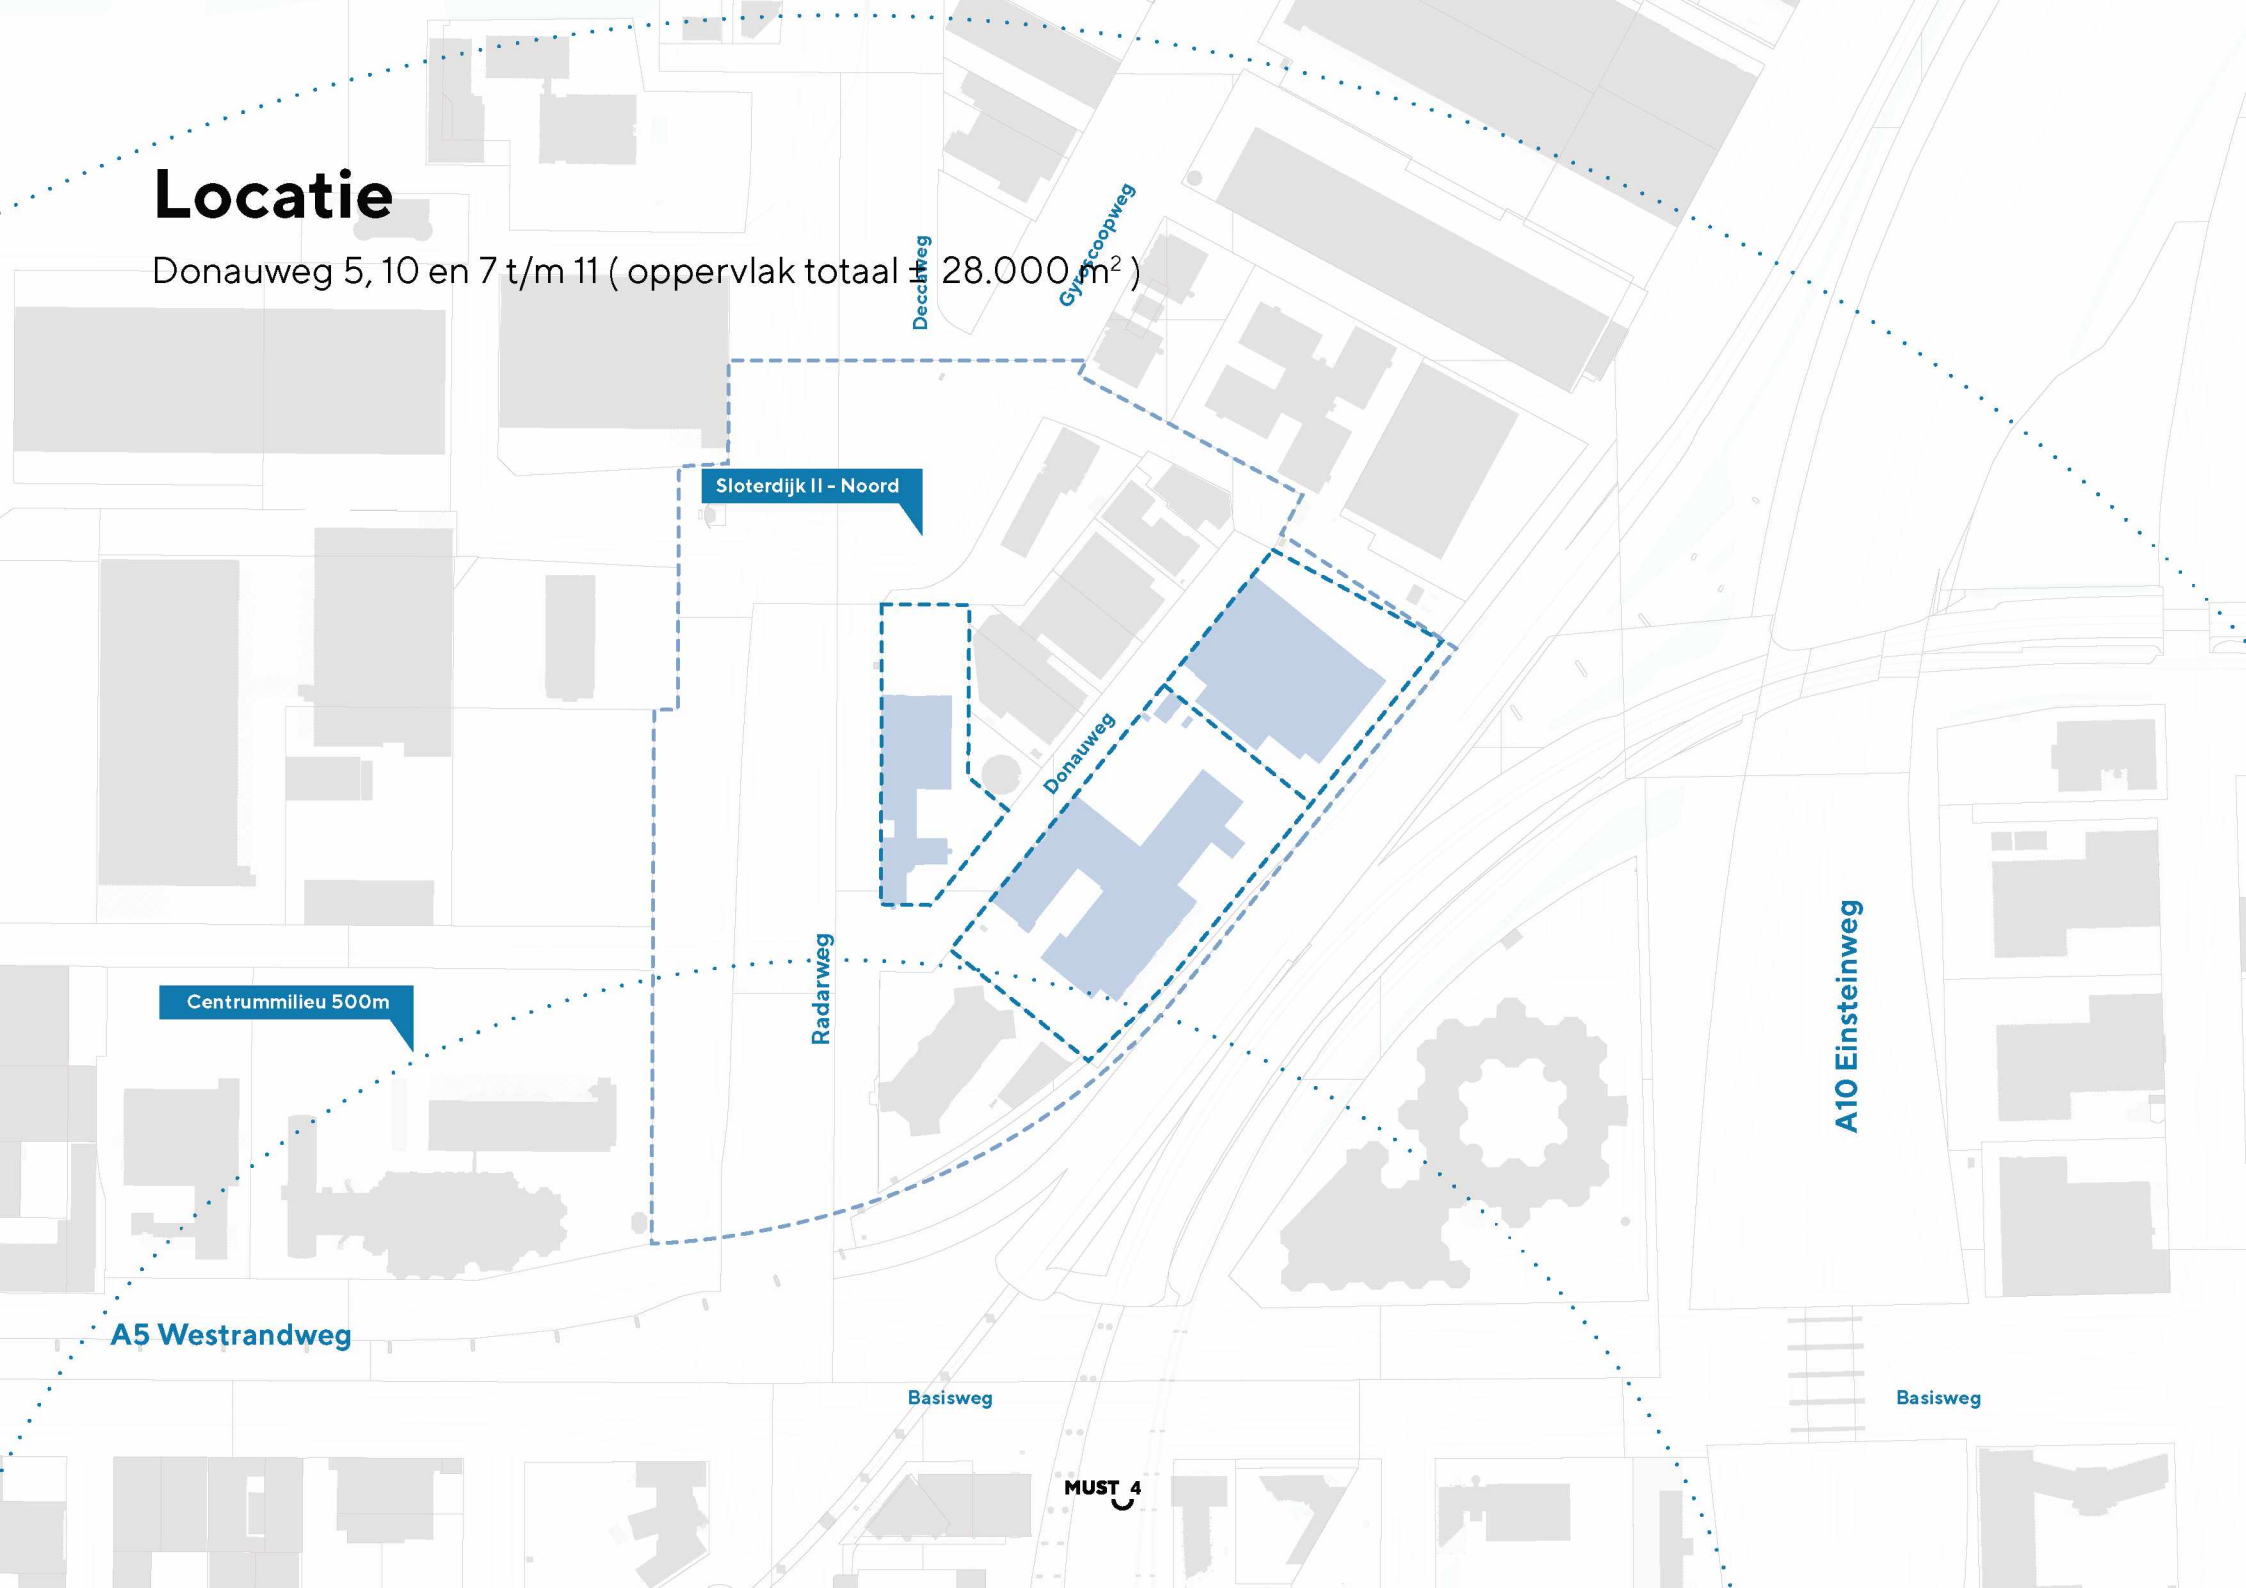 Locatie
Donauweg 5, 10 en 7 t/m 11 ( oppervlak totaal ± 28.000 m² )
Deccaweg
Gyroscoopweg
Sloterdijk II - Noord
Donauweg
Radarweg
A10 Einsteinweg
Centrummilieu 500m
A5 Westrandweg
Basisweg
Basisweg
MUST 4